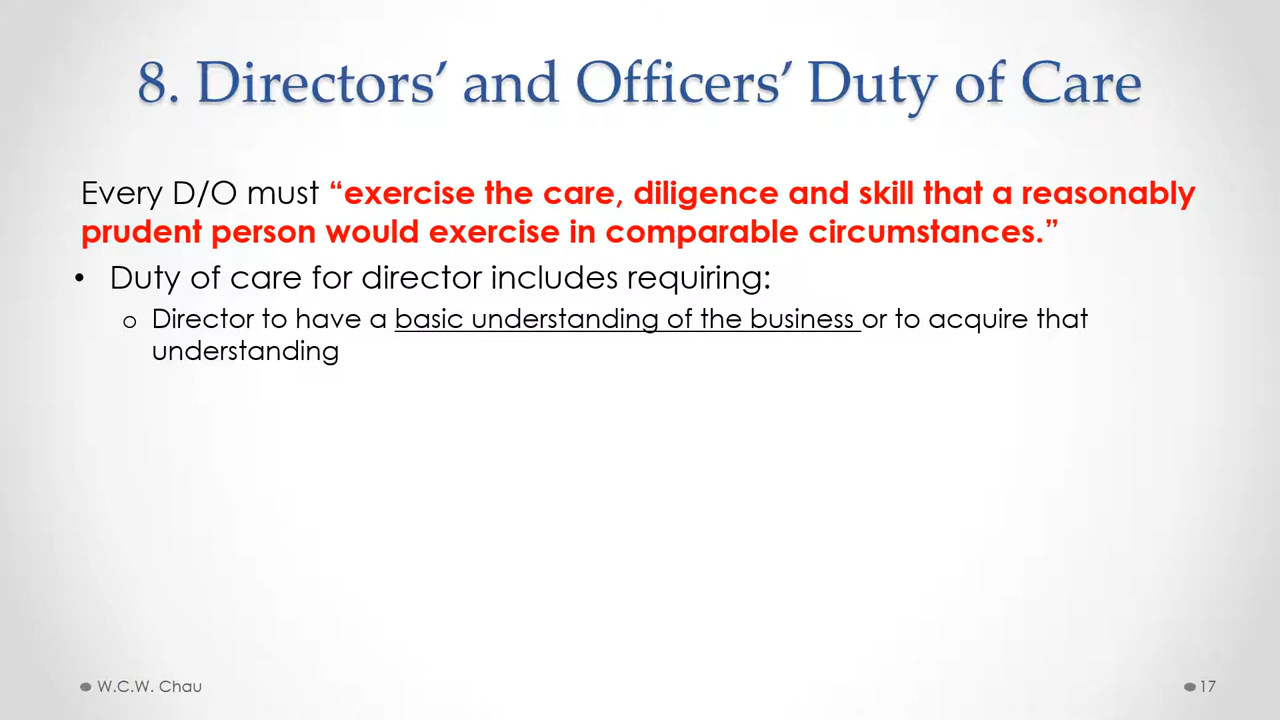 8. Directors’ and Officers’ Duty of Care
Every D/O must “exercise the care, diligence and skill that a reasonably
prudent person would exercise in comparable circumstances.”
• Duty of care for director includes requiring:
o Director to have a basic understanding of the business or to acquire that
understanding
W.C.W. Chau
17